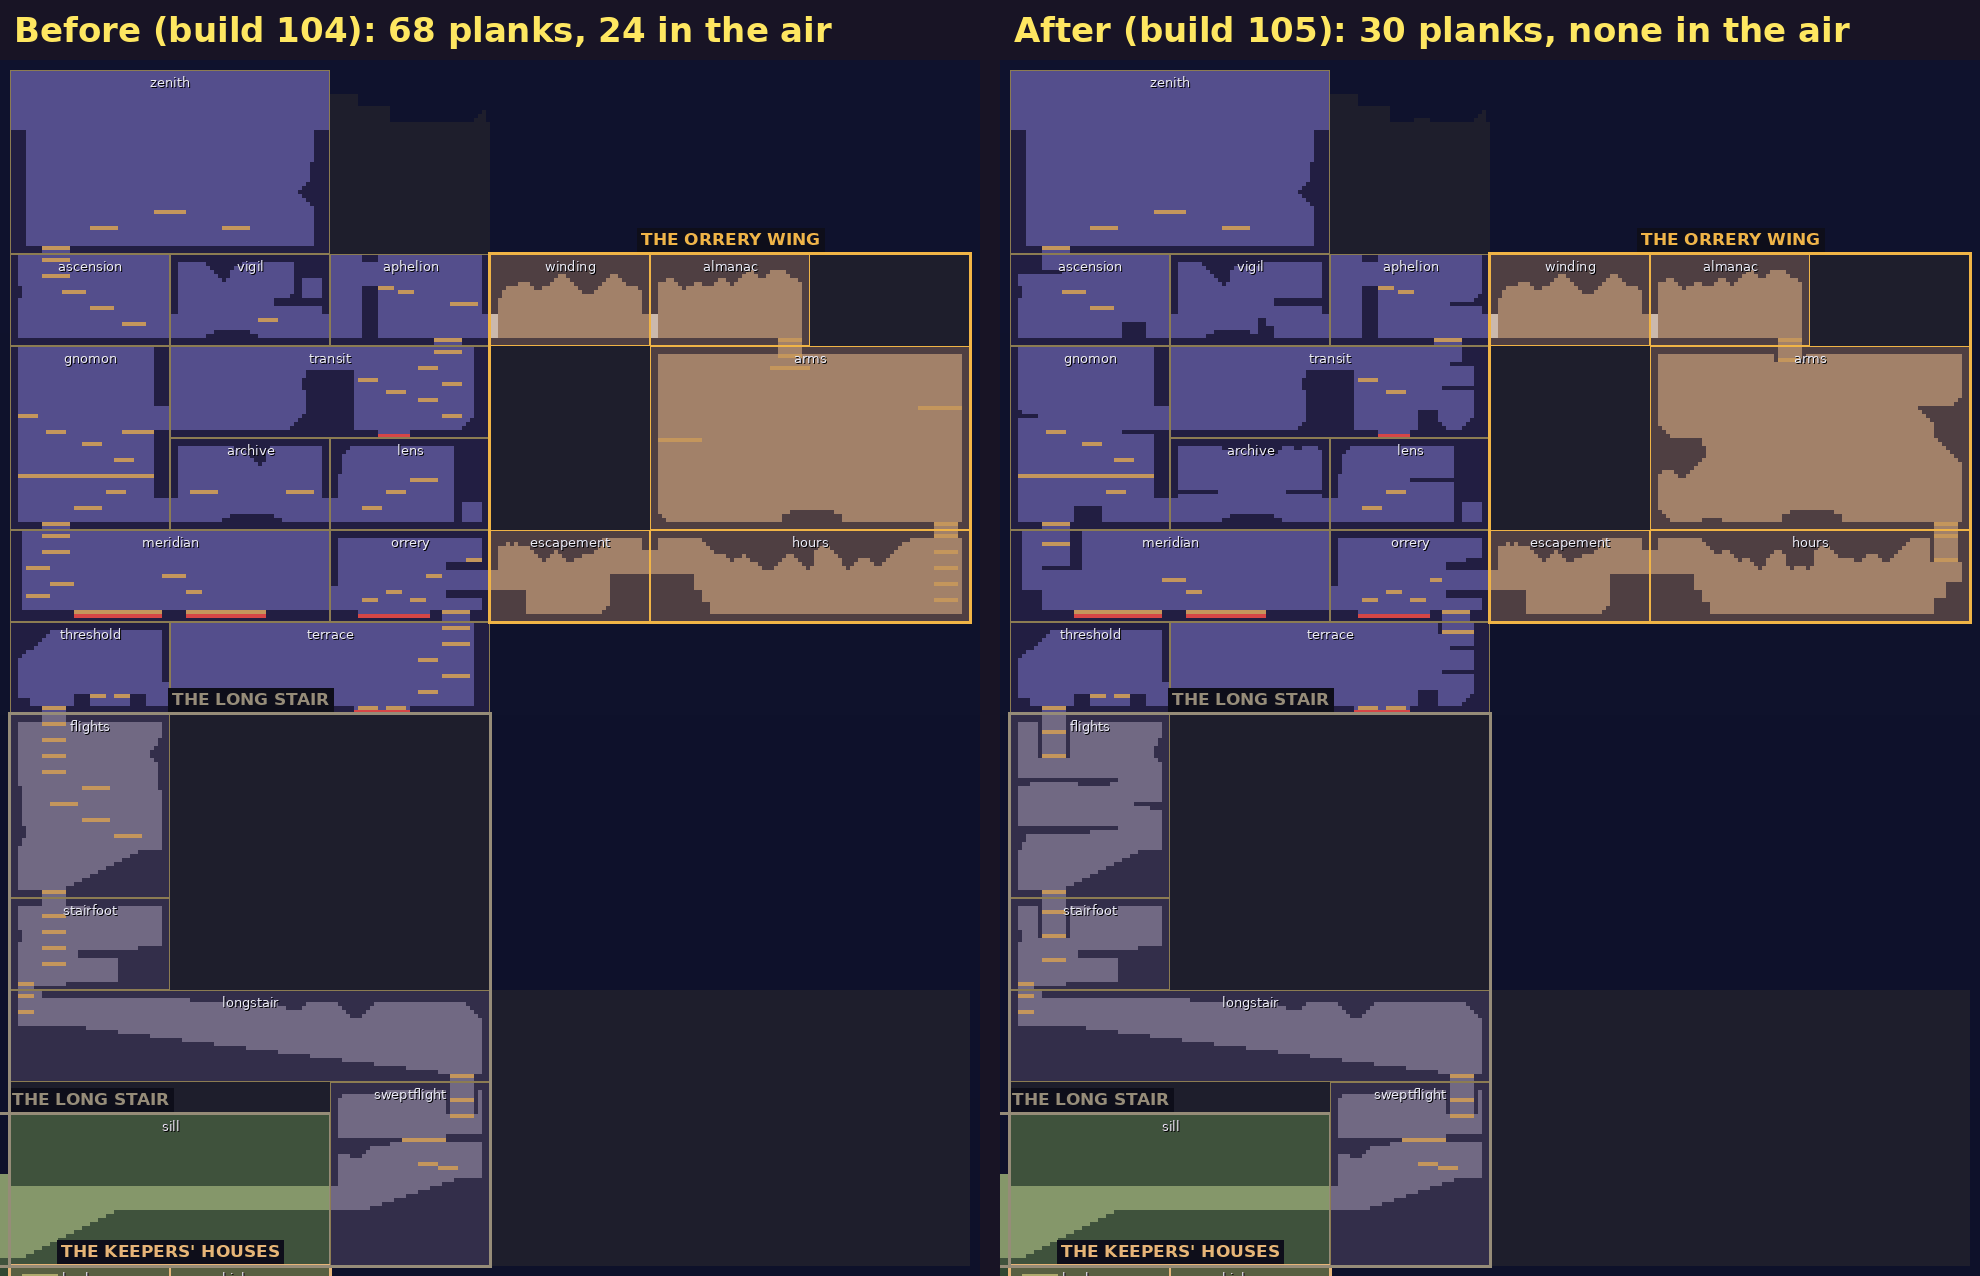 Before (build 104): 68 planks, 24 in the air
zenith
THE ORRERY WING
ascension
vigil
aphelion
winding
almanac
gnomon
transit
arms
archive
lens
meridian
orrery
escapement
hours
threshold
terrace
THE LONG STAIR
flights
stairfoot
longstair
sweptflight
THE LONG STAIR
sill
THE KEEPERS' HOUSES
After (build 105): 30 planks, none in the air
zenith
THE ORRERY WING
ascension
vigil
aphelion
winding
almanac
gnomon
transit
arms
archive
lens
meridian
orrery
escapement
hours
threshold
terrace
THE LONG STAIR
flights
stairfoot
longstair
sweptflight
THE LONG STAIR
sill
THE KEEPERS' HOUSES